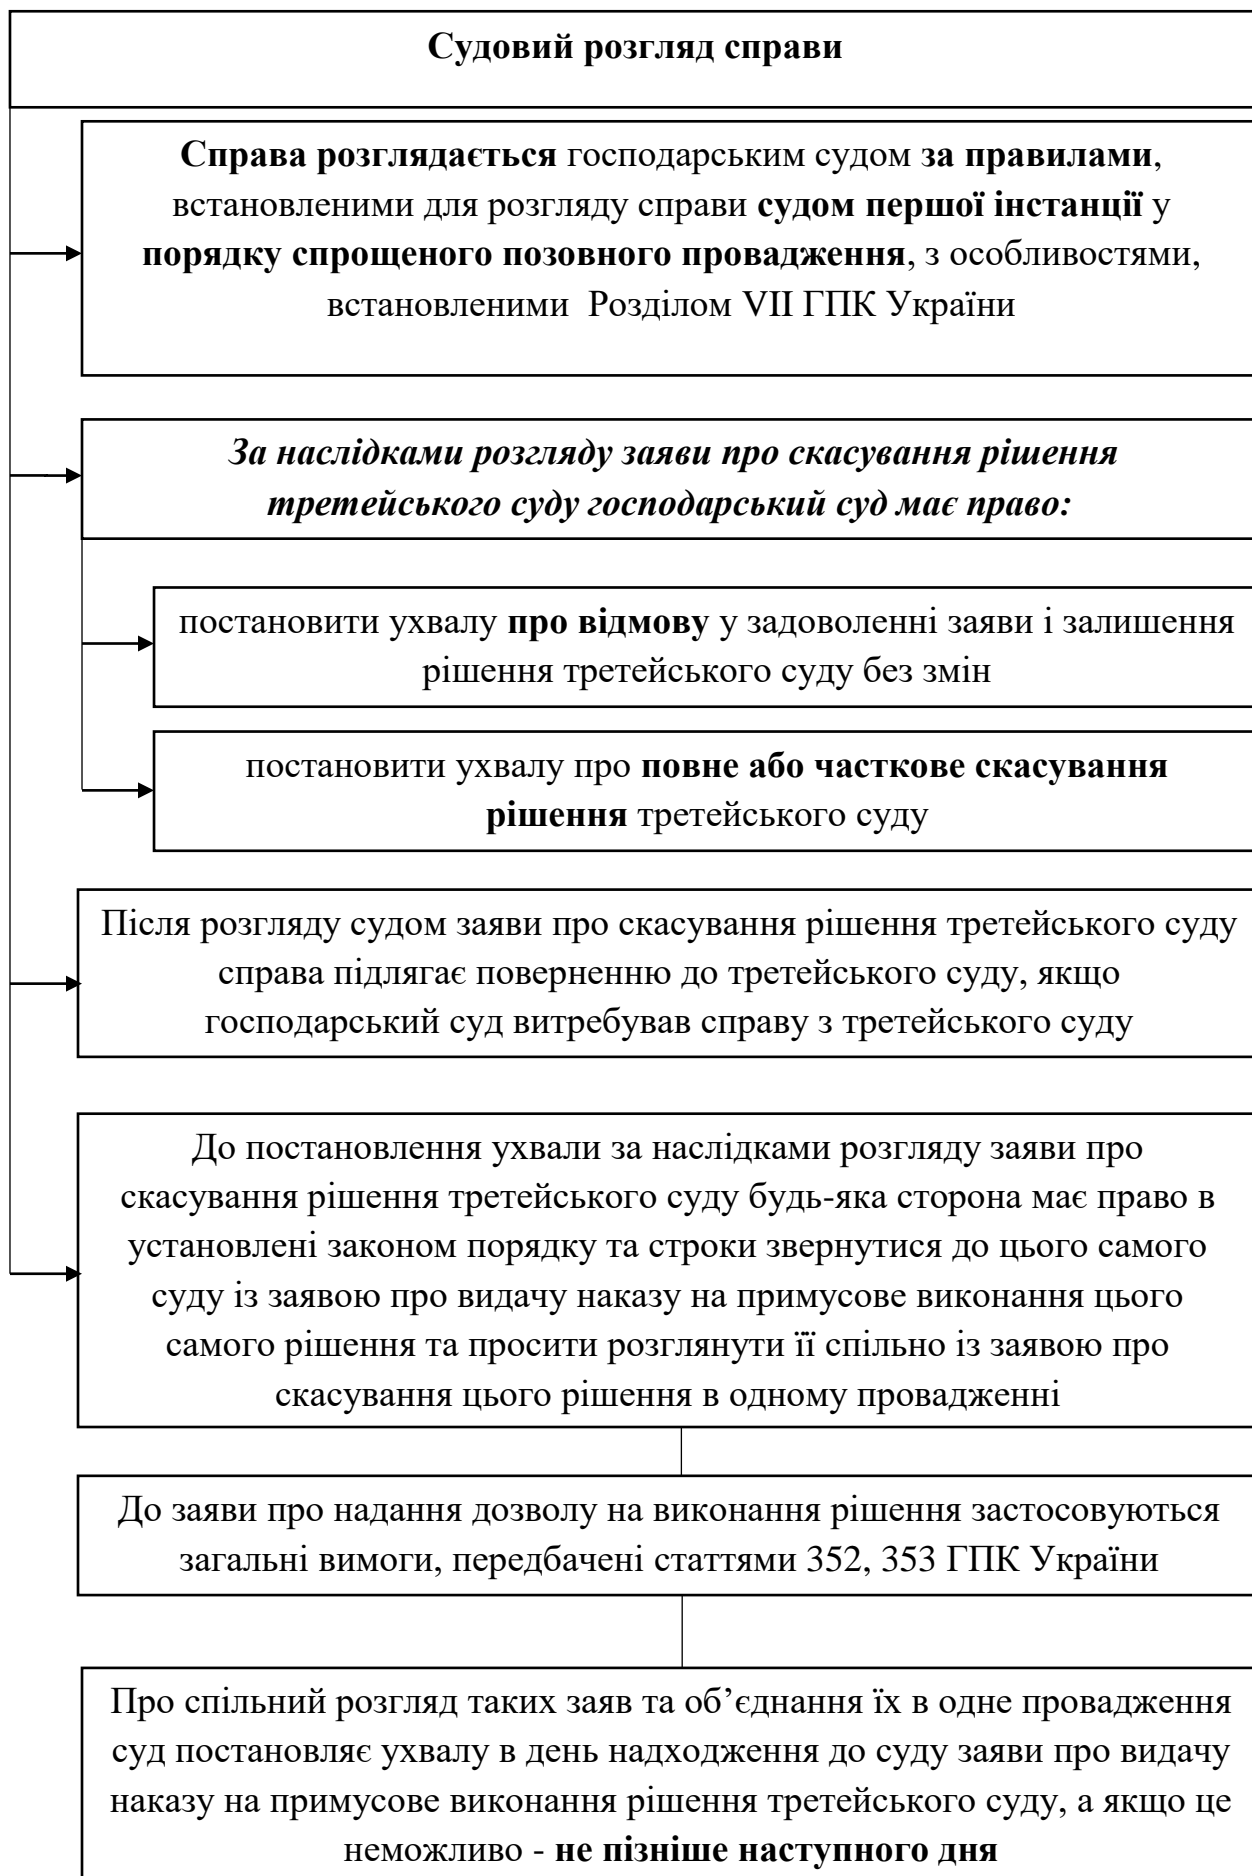 Судовий розгляд справи
Справа розглядається господарським судом за правилами,
встановленими для розгляду справи судом першої інстанції у
порядку спрощеного позовного провадження, з особливостями,
встановленими Розділом VII ГПК України
За наслідками розгляду заяви про скасування рішення
третейського суду господарський суд має право:
постановити ухвалу про відмову у задоволенні заяви і залишення
рішення третейського суду без змін
постановити ухвалу про повне або часткове скасування
рішення третейського суду
Після розгляду судом заяви про скасування рішення третейського суду
справа підлягає поверненню до третейського суду, якщо
господарський суд витребував справу з третейського суду
До постановлення ухвали за наслідками розгляду заяви про
скасування рішення третейського суду будь-яка сторона має право в
установлені законом порядку та строки звернутися до цього самого
суду із заявою про видачу наказу на примусове виконання цього
самого рішення та просити розглянути її спільно із заявою про
скасування цього рішення в одному провадженні
До заяви про надання дозволу на виконання рішення застосовуються
загальні вимоги, передбачені статтями 352, 353 ГПК України
Про спільний розгляд таких заяв та об’єднання їх в одне провадження
суд постановляє ухвалу в день надходження до суду заяви про видачу
наказу на примусове виконання рішення третейського суду, а якщо це
неможливо - не пізніше наступного дня